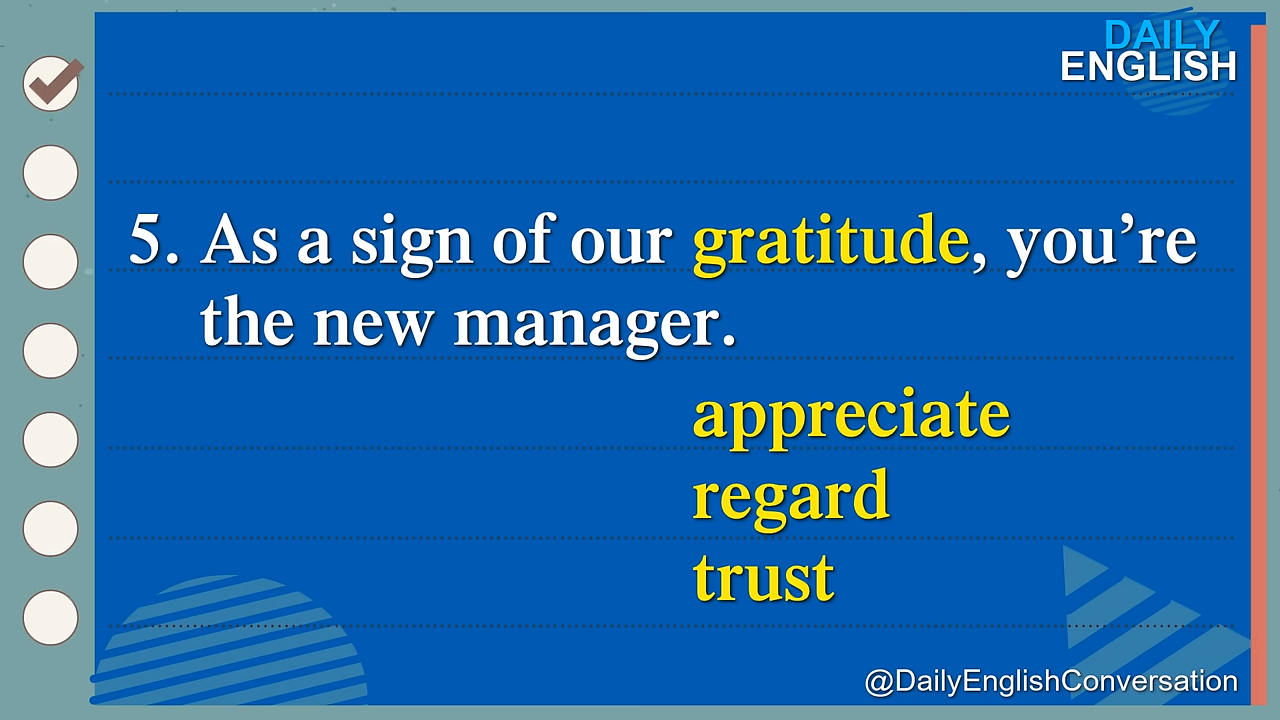 DAILY
ENGLISH
5. As a sign of our gratitude, you’re
the new manager.
appreciate
regard
trust
@DailyEnglishConversation